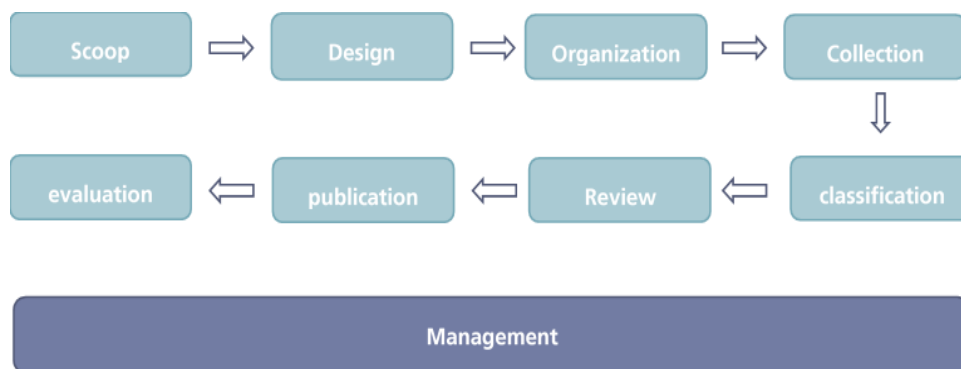 Scoop
Design
Organization
Collection
classification
Review
publication
evaluation
Management